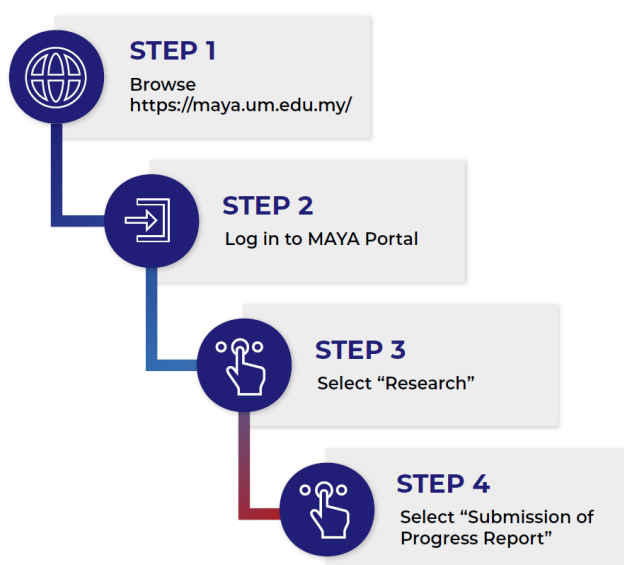 STEP 1
Browse
https://maya.um.edu.my/
STEP 2
Log in to MAYA Portal
STEP 3
Select “Research”
STEP 4
Select “Submission of
Progress Report”